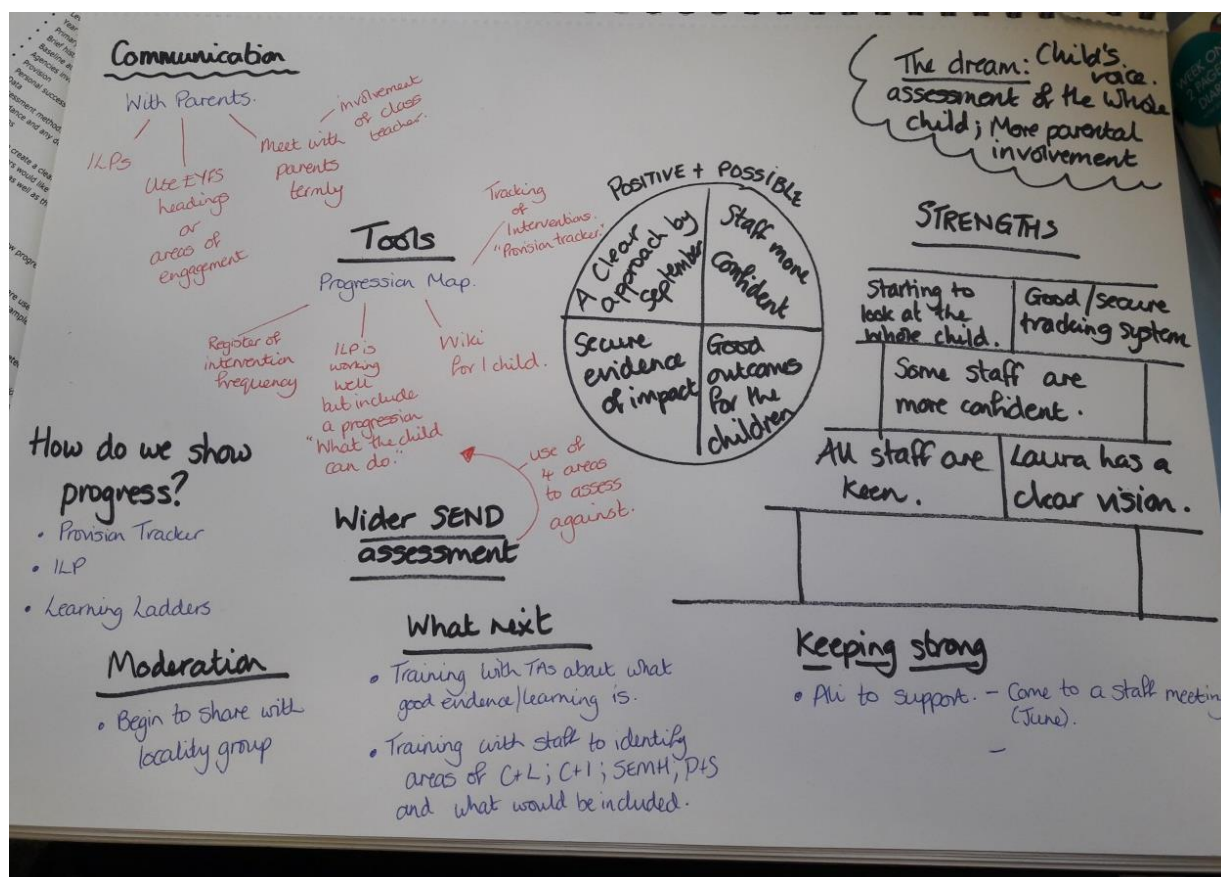 Communication
With Parents.
ILPs
Use EYFS
headings
or
areas of
engagement
Meet with
parents
termly
involvement
of class
teacher.
The dream: Child's
voice.
assessment of the whole
child; More parental
involvement
Tools
Progression Map.
Tracking
of
Interventions.
"Provision tracker."
Register of
intervention
frequency
ILP is
working
well
but include
a progression
"What the child
can do."
Wiki
for 1 child.
POSITIVE + POSSIBLE
A clear
approach by
September
Staff more
Confident
Secure
evidence
of impact
Good
outcomes
for the
children
STRENGTHS
Starting to
look at the
whole child.
Good/secure
tracking system
Some staff are
more confident.
All staff are
keen.
Laura has a
clear vision.
How do we show
progress?
• Provision Tracker
• ILP
• Learning Ladders
Wider SEND
assessment
use of
4 areas
to assess
against.
Moderation
• Begin to share with
locality group
What next
• Training with TAs about what
good evidence/learning is.
• Training with staff to identify
areas of C+L; C+I; SEMH; P+S
and what would be included.
Keeping strong
• Ali to support. – Come to a staff meeting
(June).
–
WEEK ON
2 PAGE
DIAR